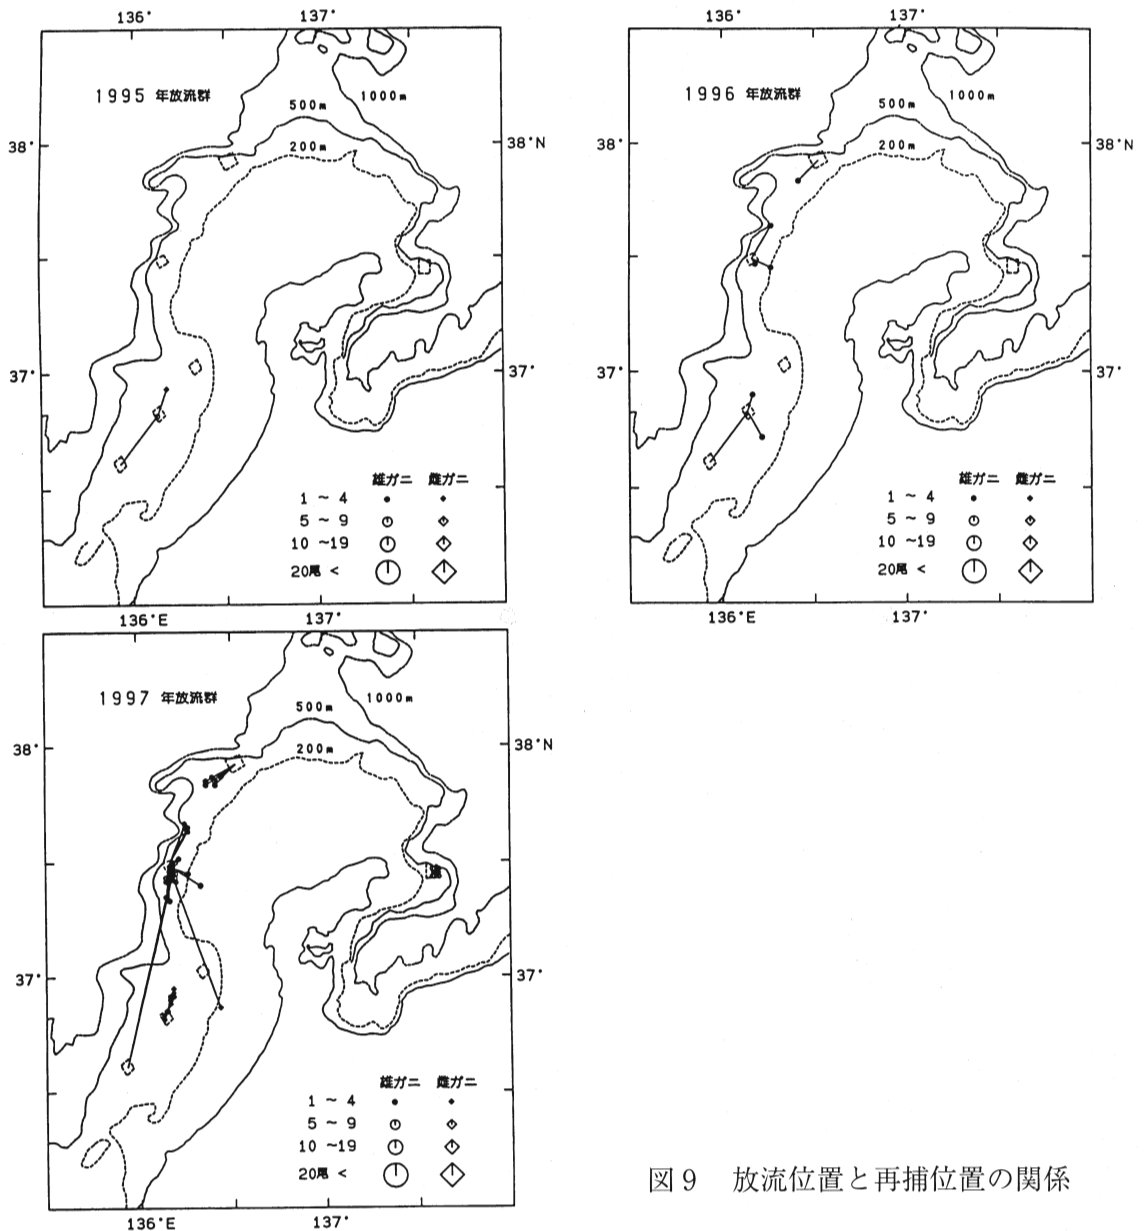 136° 137°
1995 年放流群
1000m
500m
200m
38° 38°N
37° 37°
雄ガニ 雌ガニ
1 ～ 4
5 ～ 9
10 ～19
20尾 <
136°E 137°
136° 137°
1996 年放流群
1000m
500m
200m
38° 38°N
37° 37°
雄ガニ 雌ガニ
1 ～ 4
5 ～ 9
10 ～19
20尾 <
136°E 137°
1997 年放流群
1000m
500m
200m
38° 38°N
37° 37°
雄ガニ 雌ガニ
1 ～ 4
5 ～ 9
10 ～19
20尾 <
136°E 137°
図9 放流位置と再捕位置の関係